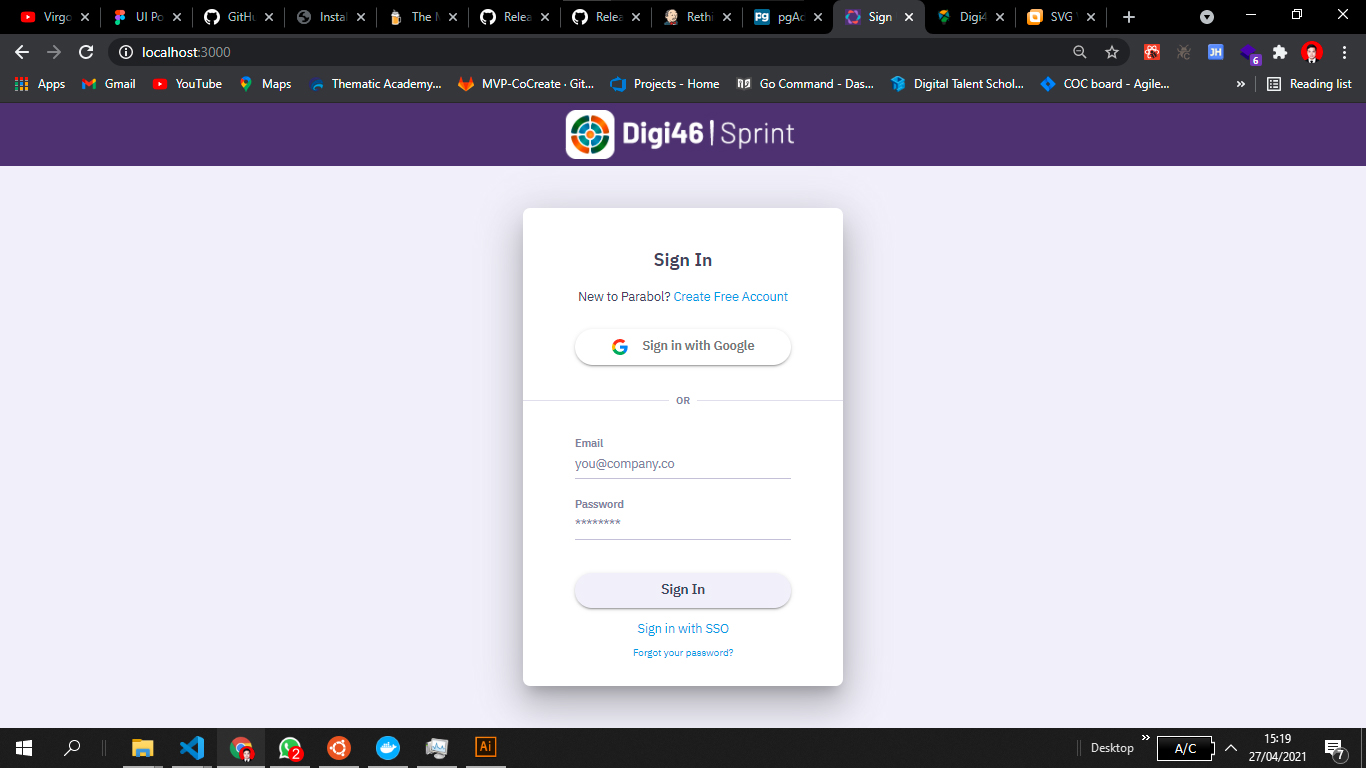 Virgo
UI Po
GitHu
Instal
The M
Relea
Relea
Rethi
pgAc
Sign
Digi4
SVG
localhost:3000
6
Apps
Gmail
YouTube
Maps
Thematic Academy...
MVP-CoCreate · Git...
Projects - Home
Go Command - Das...
Digital Talent Schol...
COC board - Agile...
»
Reading list
Digi46 | Sprint
Sign In
New to Parabol? Create Free Account
Sign in with Google
OR
Email
you@company.co
Password
********
Sign In
Sign in with SSO
Forgot your password?
2
Ai
Desktop
»
A/C
15:19
27/04/2021
7